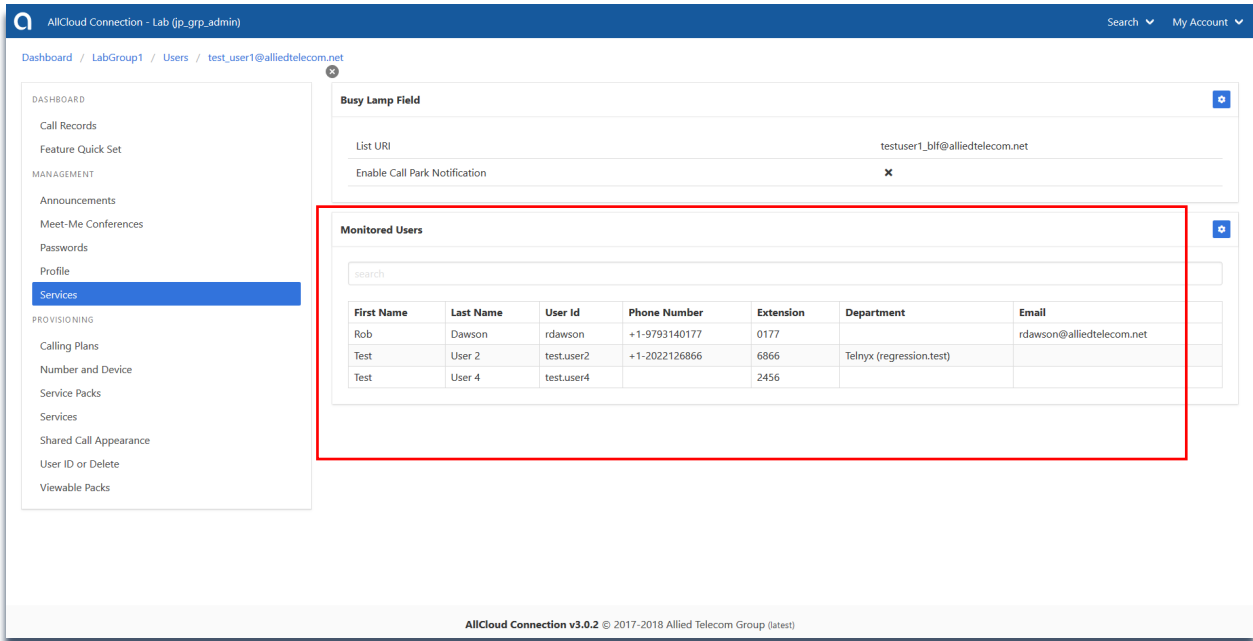 AllCloud Connection - Lab (jp_grp_admin) Search My Account
Dashboard / LabGroup1 / Users / test_user1@alliedtelecom.net
DASHBOARD
Call Records
Feature Quick Set
MANAGEMENT
Announcements
Meet-Me Conferences
Passwords
Profile
Services
PROVISIONING
Calling Plans
Number and Device
Service Packs
Services
Shared Call Appearance
User ID or Delete
Viewable Packs
Busy Lamp Field
List URI testuser1_blf@alliedtelecom.net
Enable Call Park Notification
Monitored Users
search
First Name Last Name User Id Phone Number Extension Department Email
Rob Dawson rdawson +1-9793140177 0177 rdawson@alliedtelecom.net
Test User 2 test.user2 +1-2022126866 6866 Telnyx (regression.test)
Test User 4 test.user4 2456
AllCloud Connection v3.0.2 © 2017-2018 Allied Telecom Group (latest)